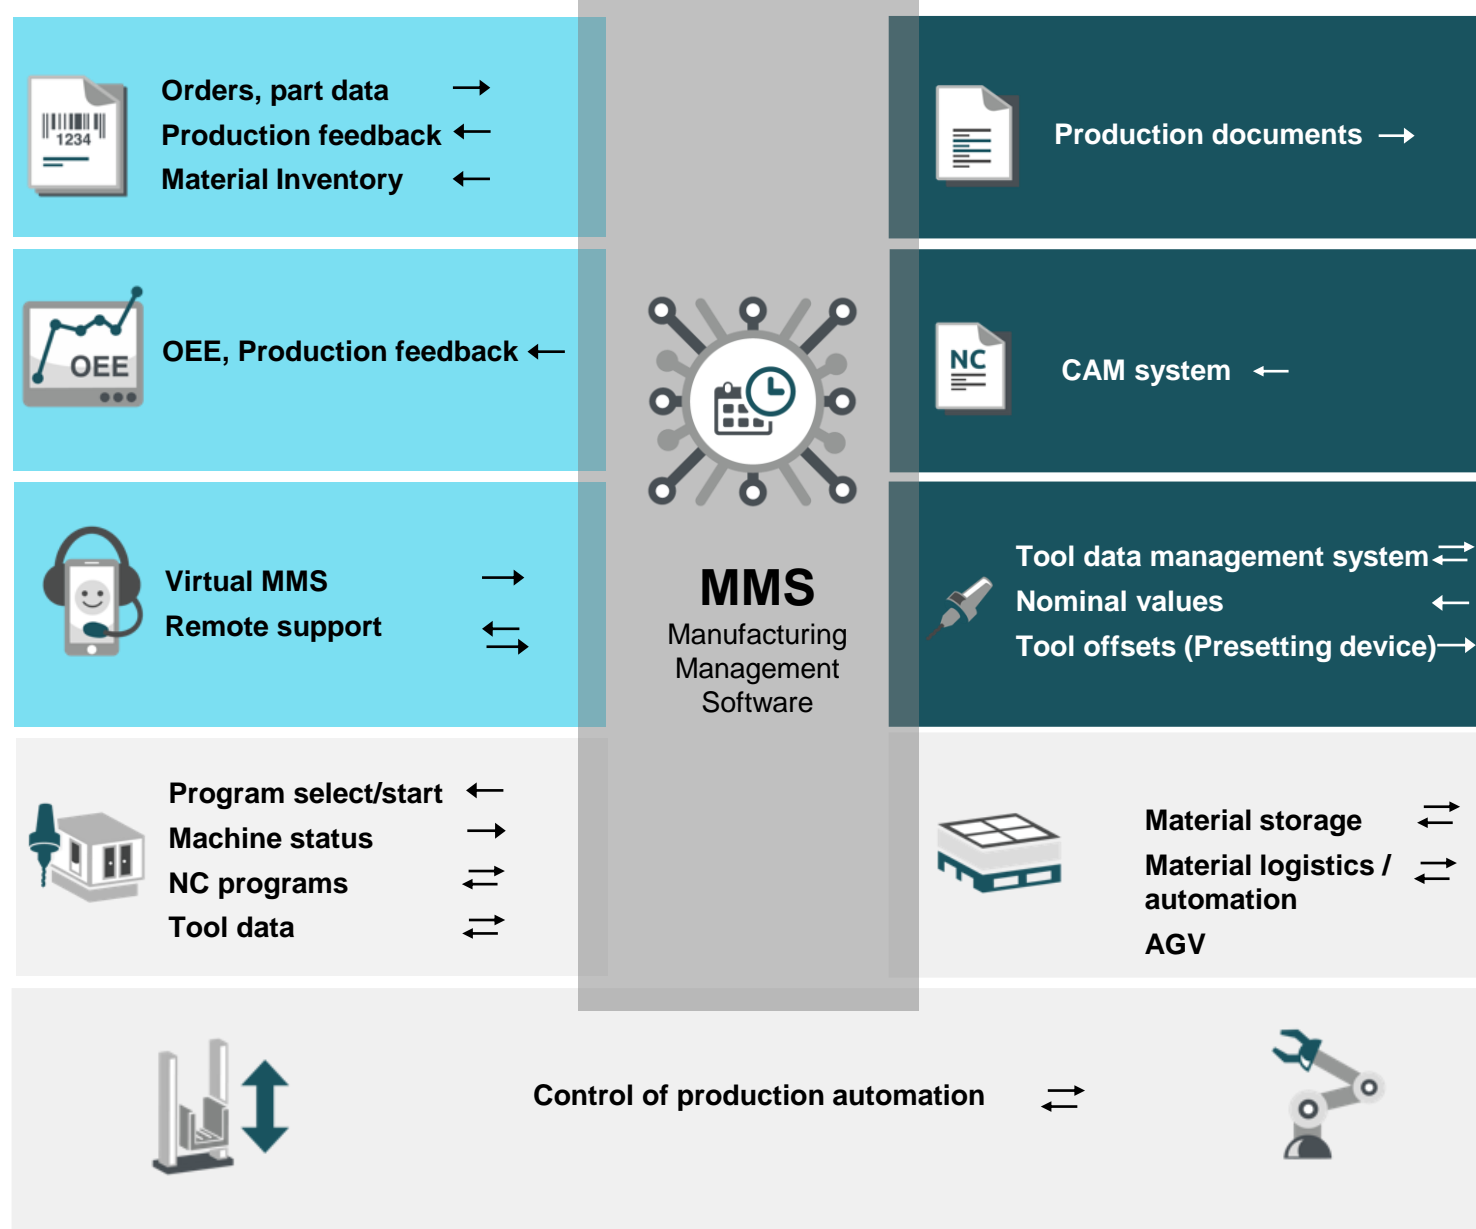 1234
Orders, part data
Production feedback
Material Inventory
Production documents
OEE
OEE, Production feedback
NC
CAM system
Virtual MMS
Remote support
MMS
Manufacturing
Management
Software
Tool data management system
Nominal values
Tool offsets (Presetting device)
Program select/start
Machine status
NC programs
Tool data
Material storage
Material logistics /
automation
AGV
Control of production automation